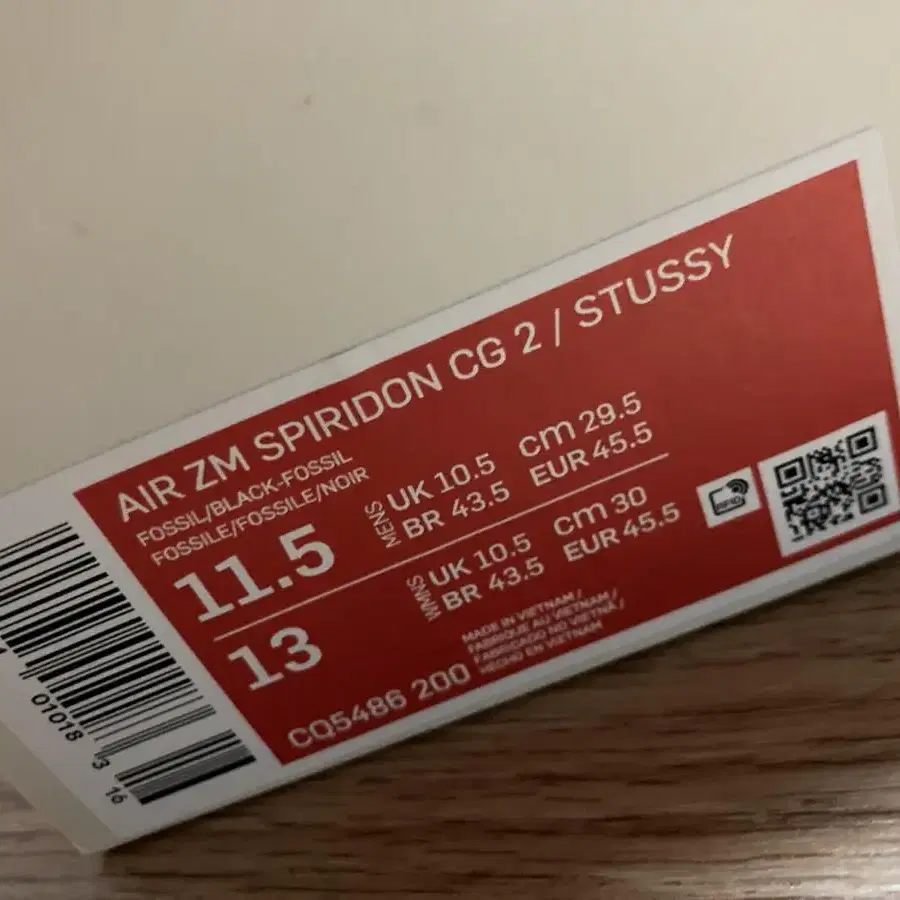 AIR ZM SPIRIDON CG 2 / STUSSY
FOSSIL/BLACK-FOSSIL
FOSSILE/FOSSILE/NOIR
11.5 MENS UK 10.5 cm 29.5
BR 43.5 EUR 45.5
13 WMNS UK 10.5 cm 30
BR 43.5 EUR 45.5
CQ5486 200
MADE IN VIETNAM /
FABRIQUE AU VIETNAM /
FABRICADO NO VIETNÃ /
HECHO EN VIETNAM
RFID
01018 3
16